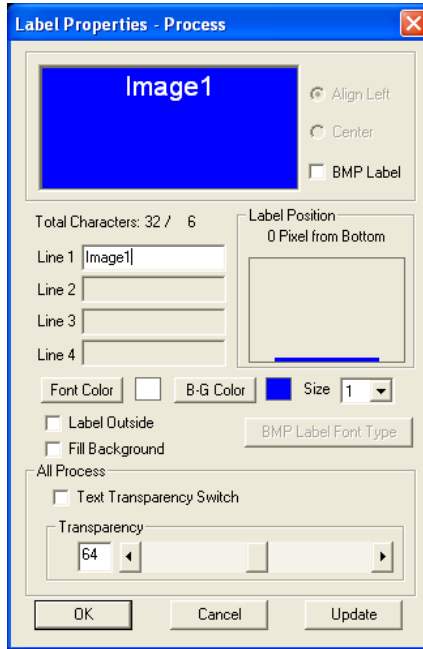 Label Properties - Process
Image1
Align Left
Center
BMP Label
Total Characters: 32 / 6
Label Position
0 Pixel from Bottom
Line 1 Image1
Line 2
Line 3
Line 4
Font Color B-G Color Size 1
Label Outside
Fill Background
BMP Label Font Type
All Process
Text Transparency Switch
Transparency
64
OK Cancel Update